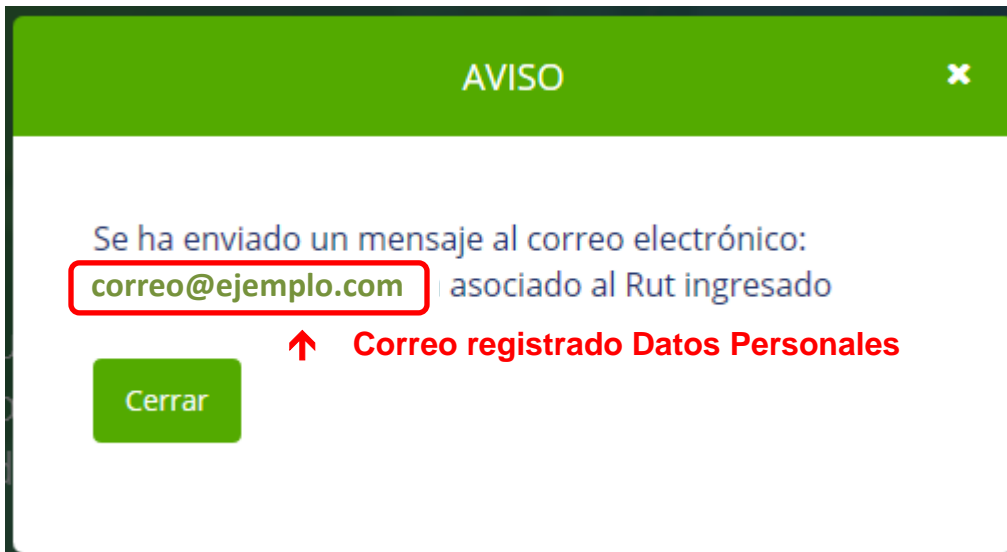 AVISO
Se ha enviado un mensaje al correo electrónico:
correo@ejemplo.com asociado al Rut ingresado
Correo registrado Datos Personales
Cerrar